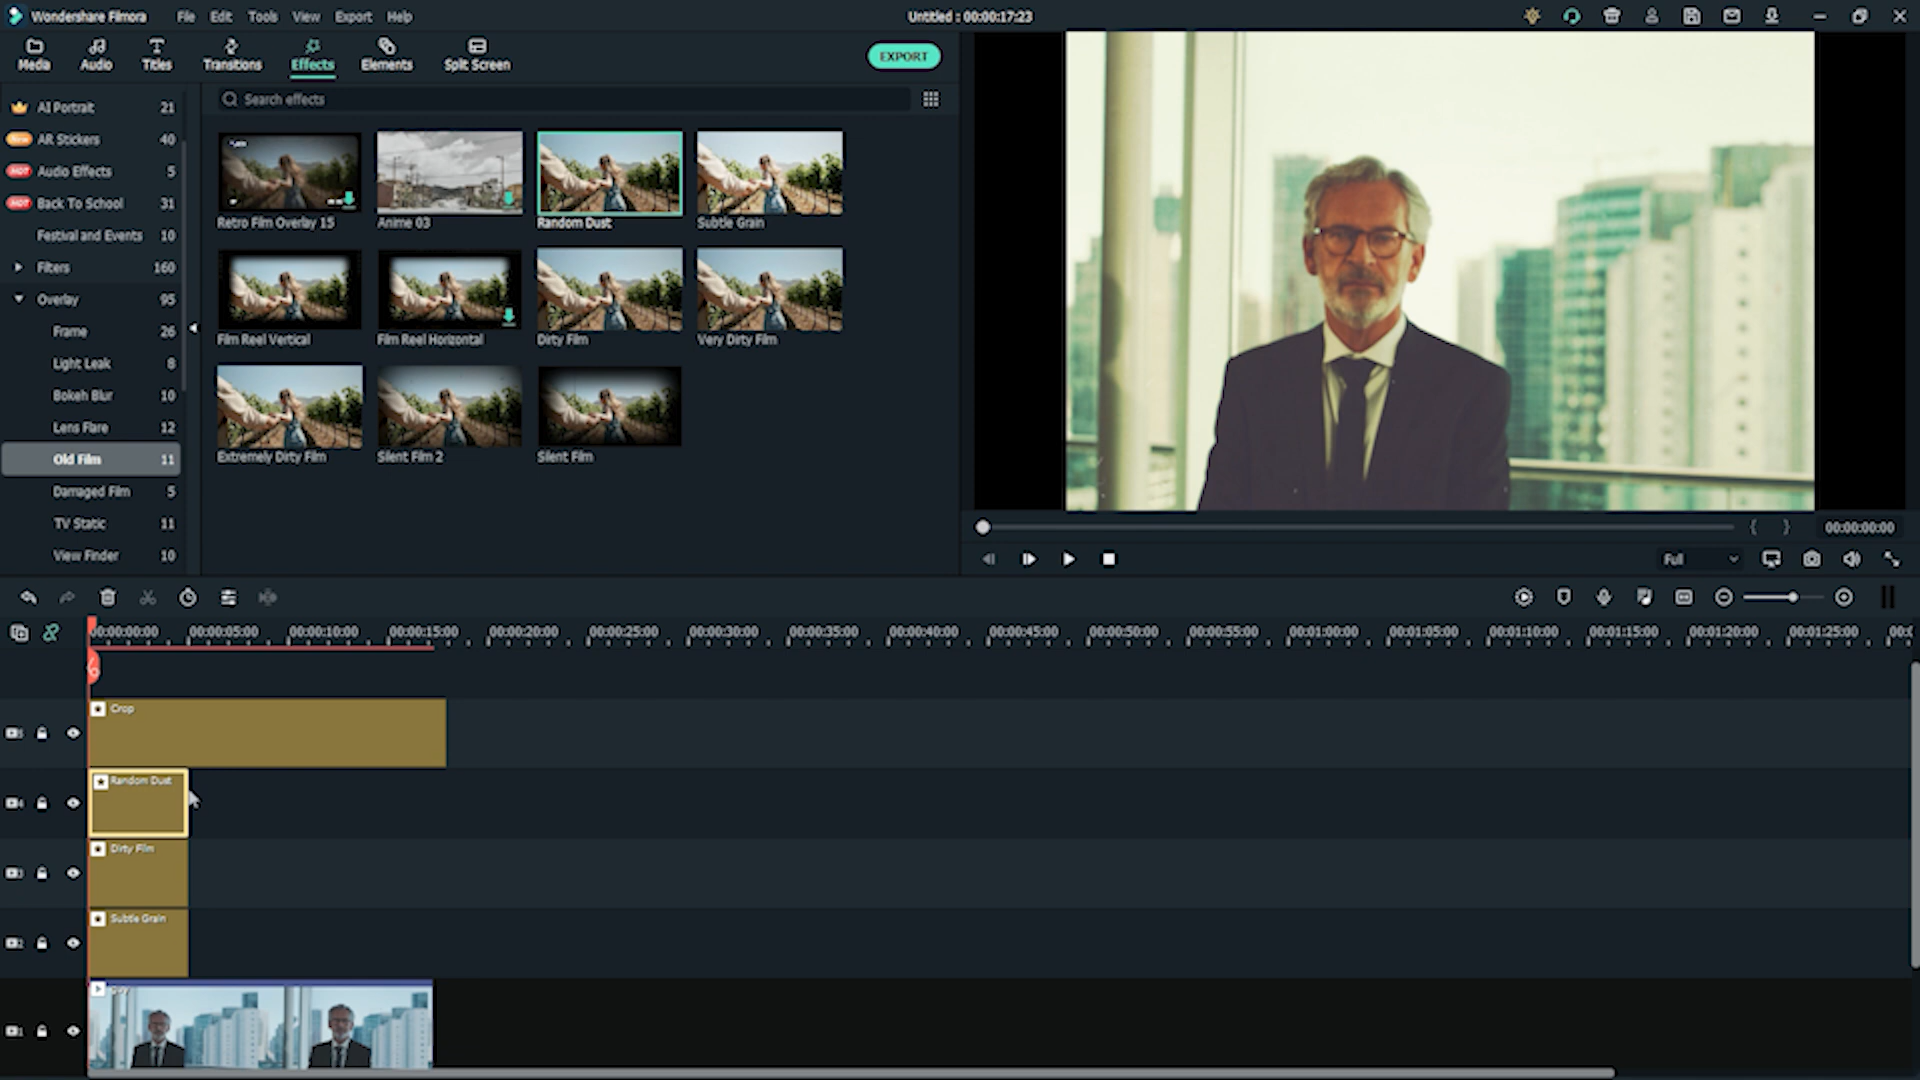 Wondershare Filmora File Edit Tools View Export Help Untitled : 00:00:17:23
Media Audio Titles Transitions Effects Elements Split Screen EXPORT
Search effects
AI Portrait 21
AR Stickers 40
HOT Audio Effects 5
HOT Back To School 31
Festival and Events 10
Filters 160
Overlay 95
Frame 26
Light Leak 8
Bokeh Blur 10
Lens Flare 12
Old Film 11
Damaged Film 5
TV Static 11
View Finder 10
Retro Film Overlay 15 Anime 03 Random Dust Subtle Grain
Film Reel Vertical Film Reel Horizontal Dirty Film Very Dirty Film
Extremely Dirty Film Silent Film 2 Silent Film
{ } 00:00:00:00
Full
00:00:00:00 00:00:05:00 00:00:10:00 00:00:15:00 00:00:20:00 00:00:25:00 00:00:30:00 00:00:35:00 00:00:40:00 00:00:45:00 00:00:50:00 00:00:55:00 00:01:00:00 00:01:05:00 00:01:10:00 00:01:15:00 00:01:20:00 00:01:25:00
5 Crop
4 Random Dust
3 Dirty Film
2 Subtle Grain
1